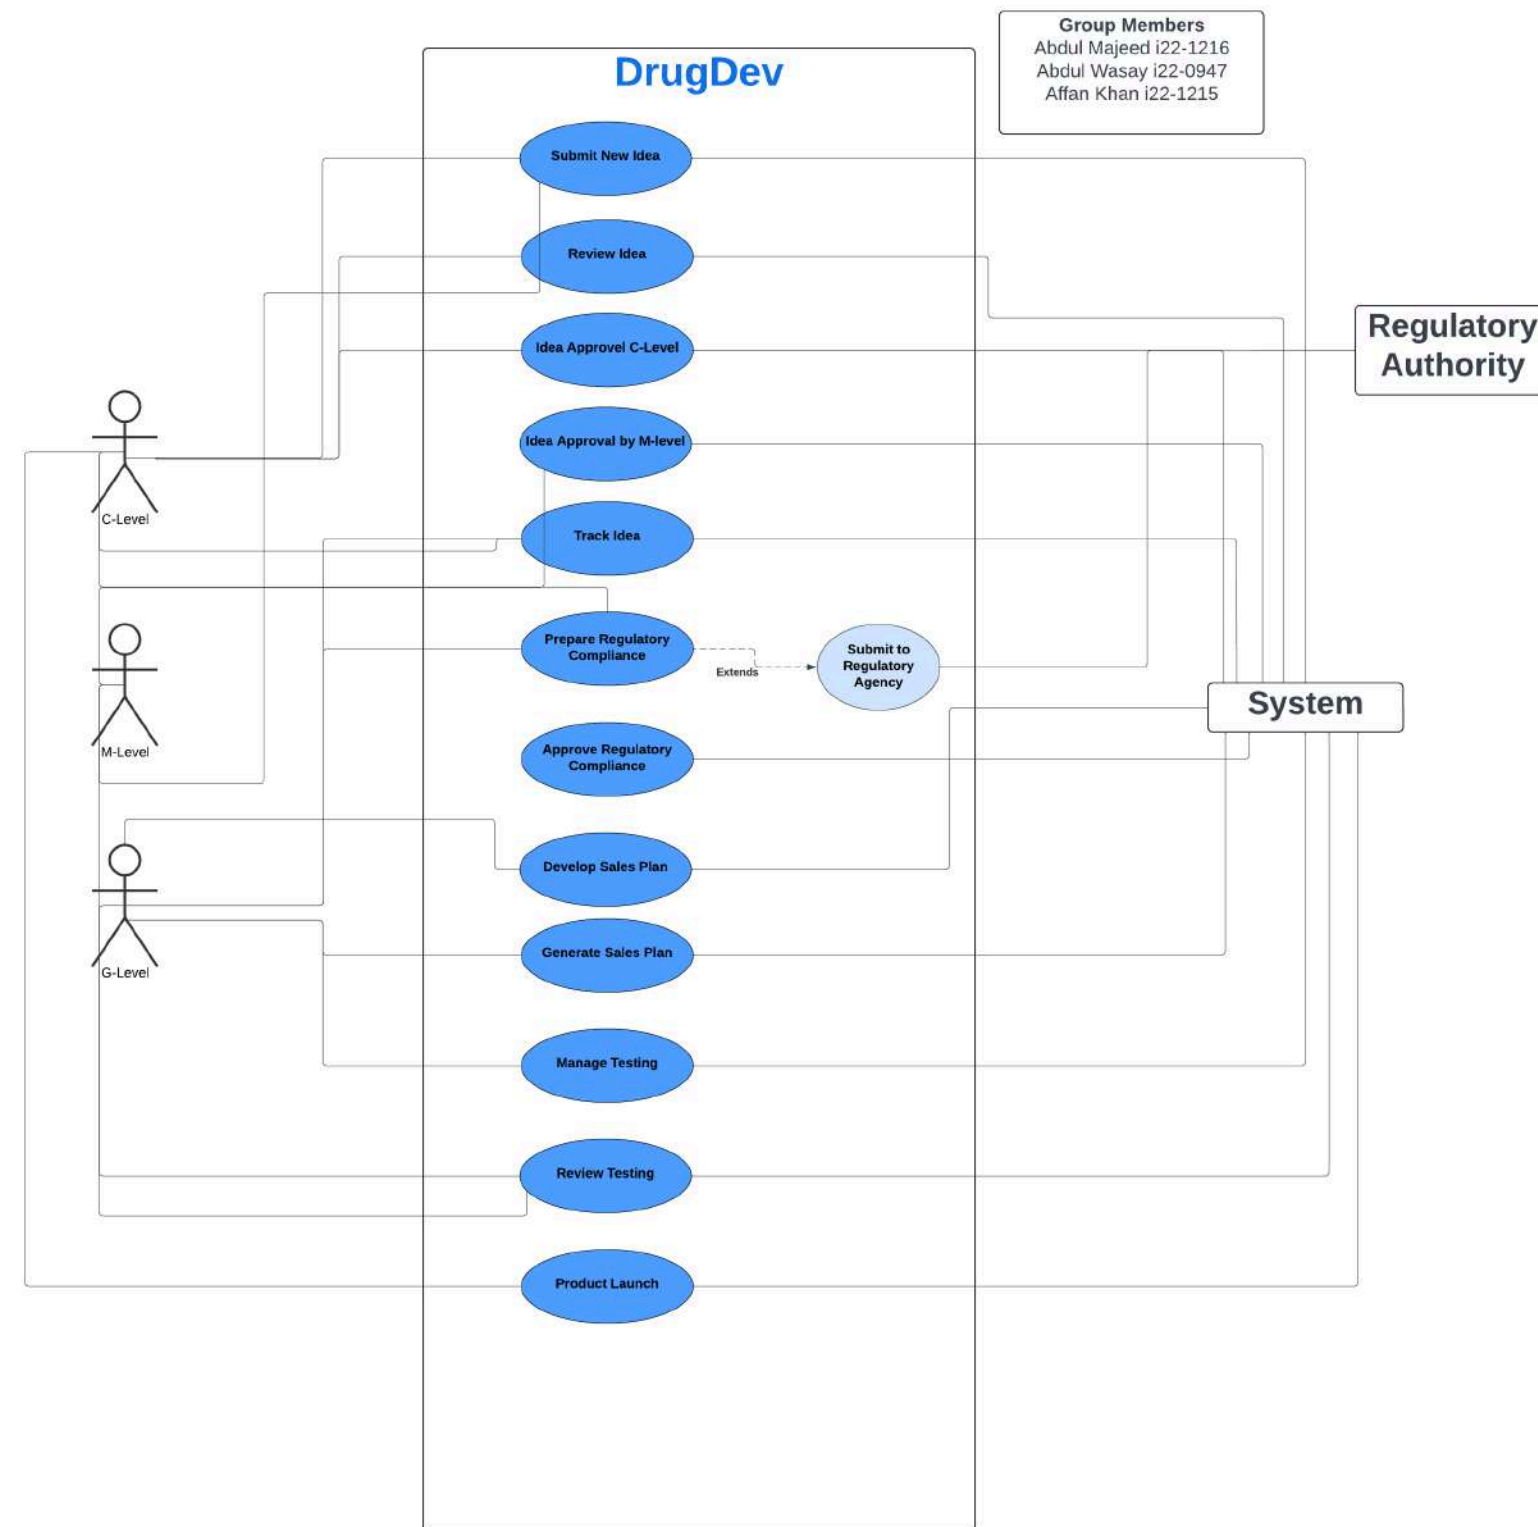 Group Members
Abdul Majeed i22-1216
Abdul Wasay i22-0947
Affan Khan i22-1215
DrugDev
Submit New Idea
Review Idea
Idea Approvel C-Level
Regulatory
Authority
Idea Approval by M-level
C-Level
Track Idea
Prepare Regulatory
Compliance
Extends
Submit to
Regulatory
Agency
System
M-Level
Approve Regulatory
Compliance
Develop Sales Plan
G-Level
Generate Sales Plan
Manage Testing
Review Testing
Product Launch